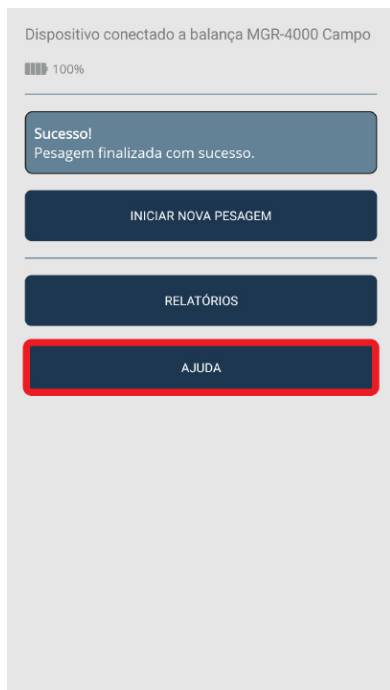 Dispositivo conectado a balança MGR-4000 Campo
100%
Sucesso!
Pesagem finalizada com sucesso.
INICIAR NOVA PESAGEM
RELATÓRIOS
AJUDA